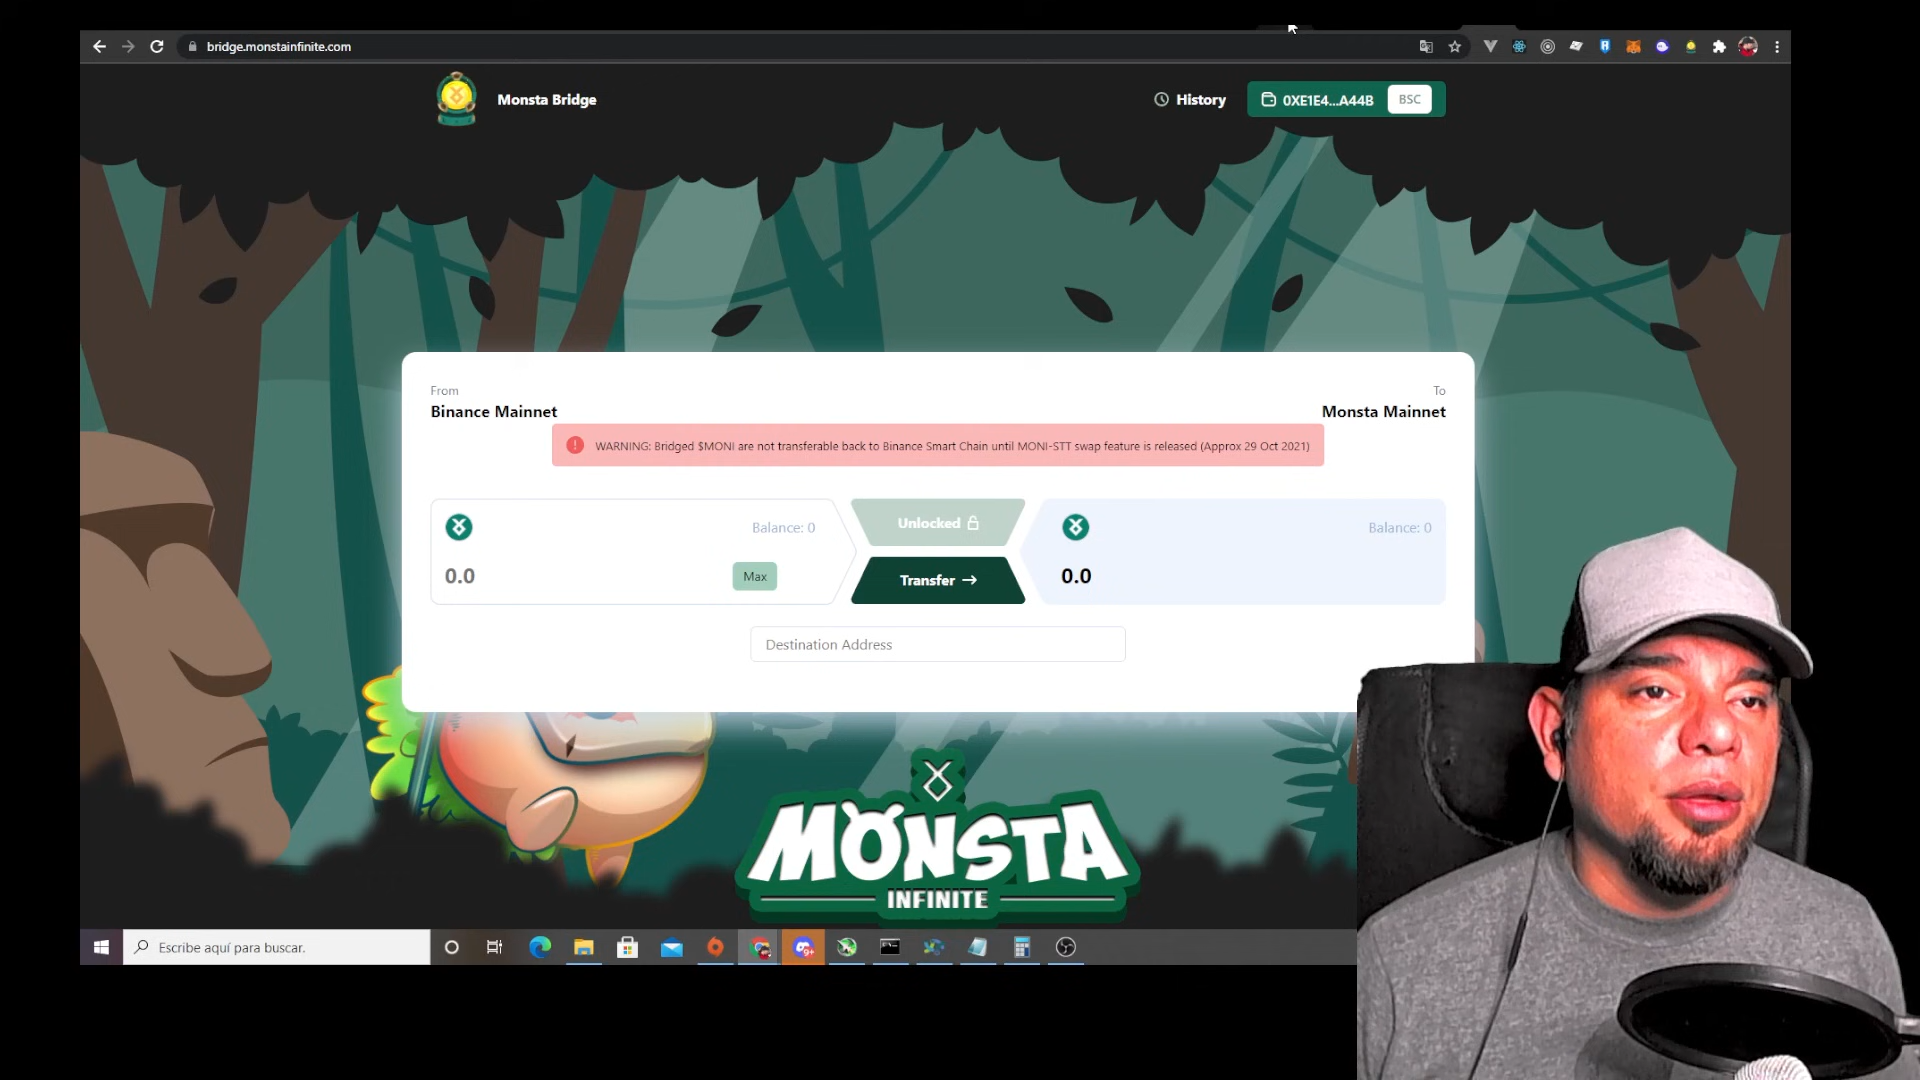 bridge.monstainfinite.com
Monsta Bridge
History
0XE1E4...A44B
BSC
From
To
Binance Mainnet
Monsta Mainnet
WARNING: Bridged $MONI are not transferable back to Binance Smart Chain until MONI-STT swap feature is released (Approx 29 Oct 2021)
Balance: 0
Unlocked
Balance: 0
0.0
Max
Transfer →
0.0
Destination Address
MONSTA
INFINITE
Escribe aquí para buscar.